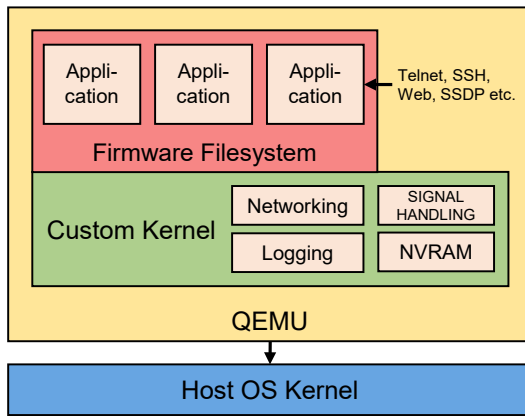 Appli-
cation
Appli-
cation
Appli-
cation
Telnet, SSH,
Web, SSDP etc.
Firmware Filesystem
Custom Kernel
Networking
SIGNAL
HANDLING
Logging
NVRAM
QEMU
Host OS Kernel